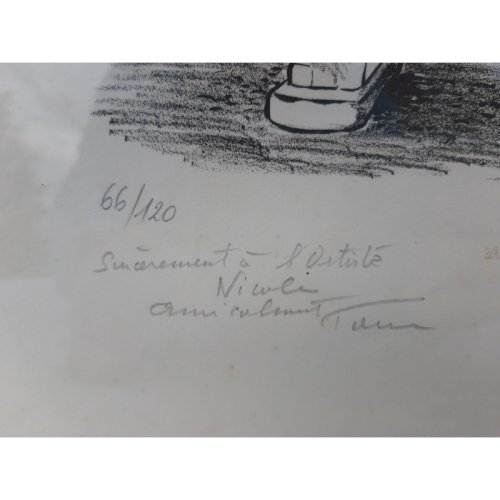 66/120
Sincèrement à l'Artiste
Nicole
amicalement